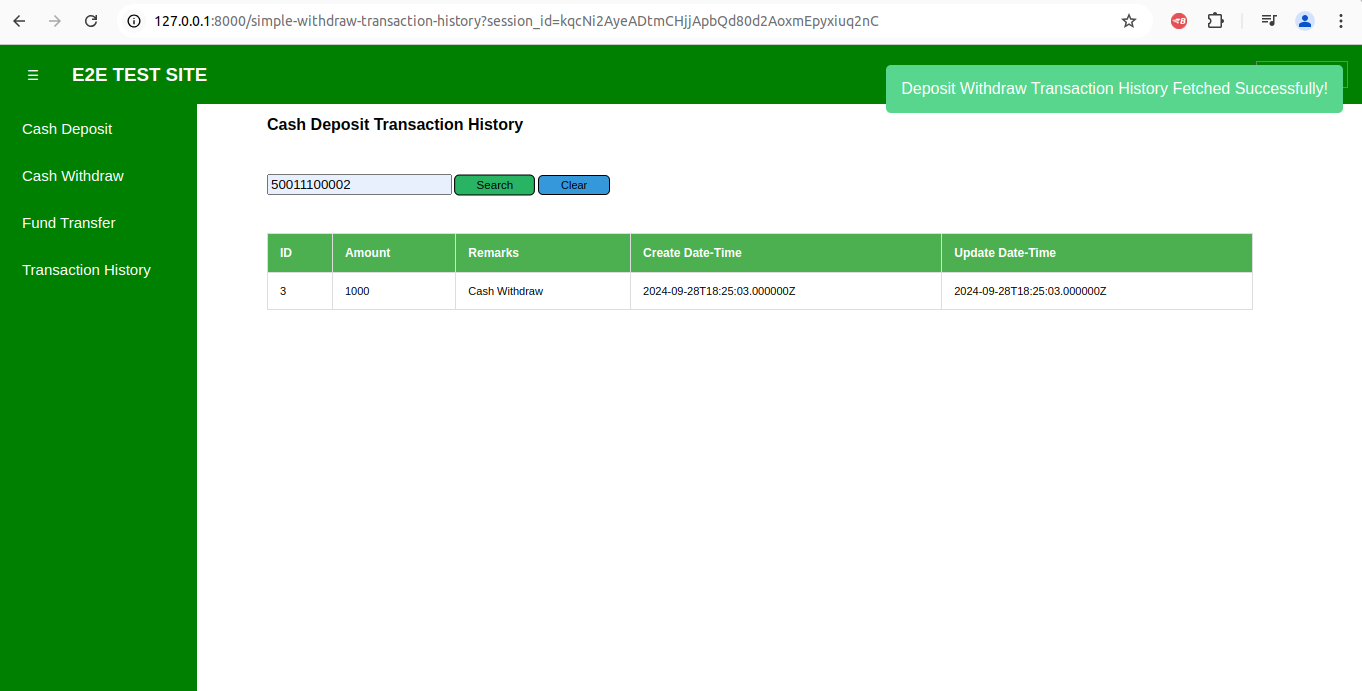 127.0.0.1:8000/simple-withdraw-transaction-history?session_id=kqcNi2AyeADtmCHjjApbQd80d2AoxmEpyxiuq2nC
☰ E2E TEST SITE
Deposit Withdraw Transaction History Fetched Successfully!
Cash Deposit
Cash Withdraw
Fund Transfer
Transaction History
Cash Deposit Transaction History
50011100002 Search Clear
ID Amount Remarks Create Date-Time Update Date-Time
3 1000 Cash Withdraw 2024-09-28T18:25:03.000000Z 2024-09-28T18:25:03.000000Z